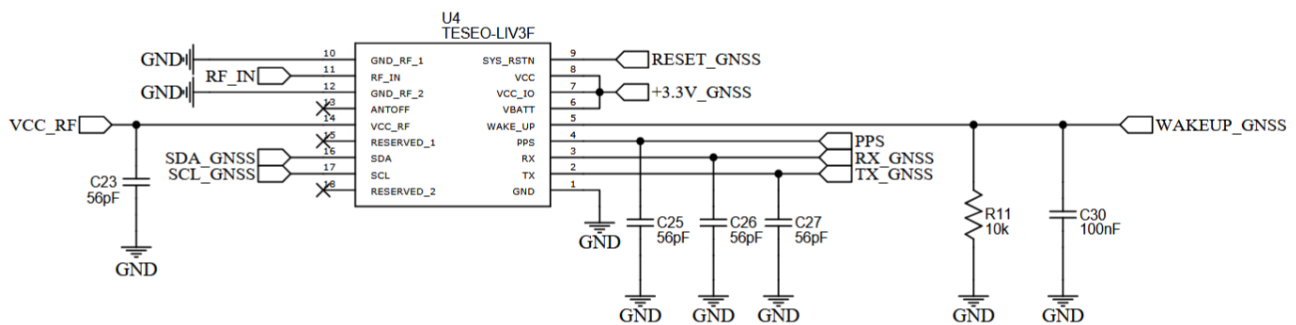 U4
TESEO-LIV3F
GND 10 GND_RF_1 SYS_RSTN 9 RESET_GNSS
RF_IN 11 RF_IN VCC 8
GND 12 GND_RF_2 VCC_IO 7 +3.3V_GNSS
13 ANTOFF VBATT 6
VCC_RF 14 VCC_RF WAKE_UP 5 WAKEUP_GNSS
15 RESERVED_1 PPS 4 PPS
SDA_GNSS 16 SDA RX 3 RX_GNSS
SCL_GNSS 17 SCL TX 2 TX_GNSS
18 RESERVED_2 GND 1
C23
56pF
GND
GND
C25
56pF
C26
56pF
C27
56pF
R11
10k
C30
100nF
GND
GND
GND
GND
GND